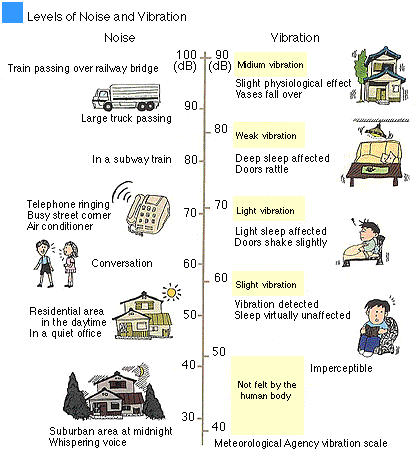 Levels of Noise and Vibration
Noise
Vibration
100 (dB)
90 (dB)
Train passing over railway bridge
Midium vibration
Slight physiological effect
Vases fall over
90
Large truck passing
80
Weak vibration
In a subway train
80
Deep sleep affected
Doors rattle
Telephone ringing
Busy street corner
Air conditioner
70
70
Light vibration
Light sleep affected
Doors shake slightly
Conversation
60
60
Slight vibration
Vibration detected
Sleep virtually unaffected
Residential area
in the daytime
In a quiet office
50
50
Imperceptible
40
Not felt by the
human body
30
40
Suburban area at midnight
Whispering voice
Meteorological Agency vibration scale